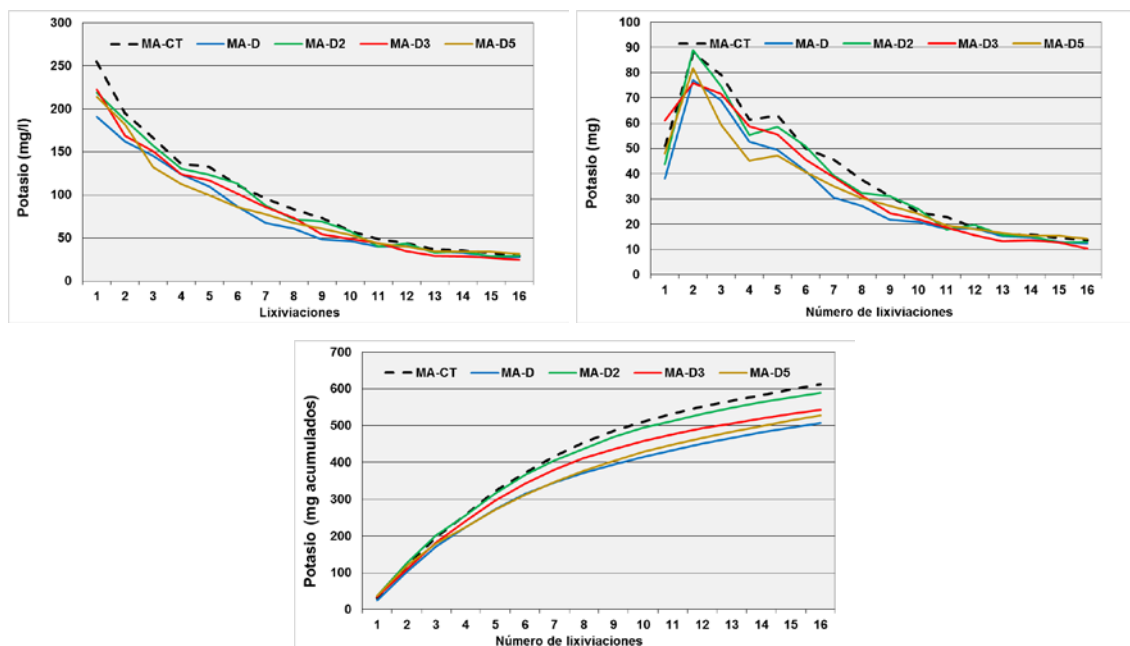 300
250
200
150
100
50
0
Potasio (mg/l)
MA-CT MA-D MA-D2 MA-D3 MA-D5
1 2 3 4 5 6 7 8 9 10 11 12 13 14 15 16
Lixiviaciones
100
90
80
70
60
50
40
30
20
10
0
Potasio (mg)
MA-CT MA-D MA-D2 MA-D3 MA-D5
1 2 3 4 5 6 7 8 9 10 11 12 13 14 15 16
Número de lixiviaciones
700
600
500
400
300
200
100
0
Potasio (mg acumulados)
MA-CT MA-D MA-D2 MA-D3 MA-D5
1 2 3 4 5 6 7 8 9 10 11 12 13 14 15 16
Número de lixiviaciones